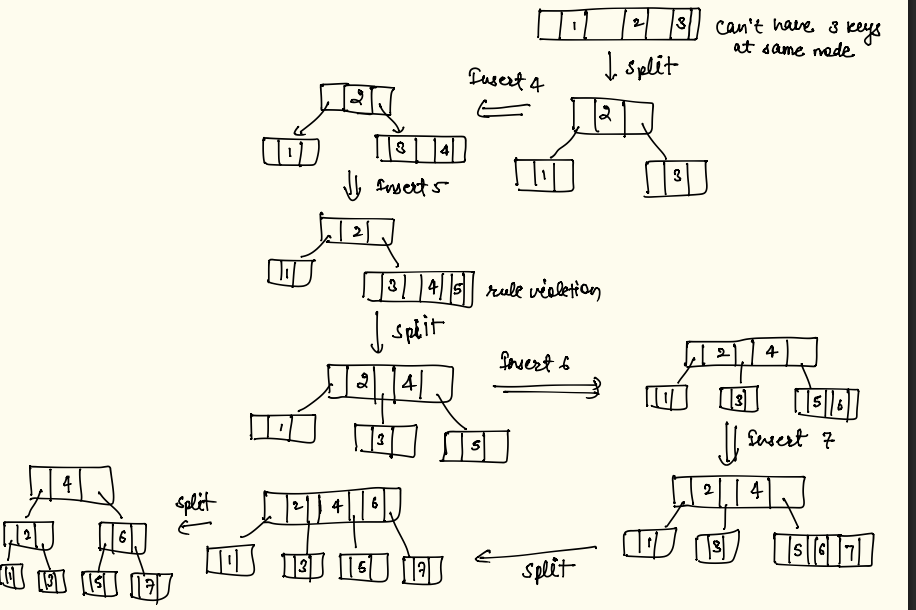 1 2 3 Can't have 3 keys
at same node
split
2
1 3
Insert 4
2
1 3 4
Insert 5
2
1
3 4 5 rule violetion
split
2 4
1 3 5
Insert 6
2 4
1 3 5 6
Insert 7
2 4
1 3 5 6 7
split
2 4 6
1 3 5 7
split
4
2 6
1 3 5 7